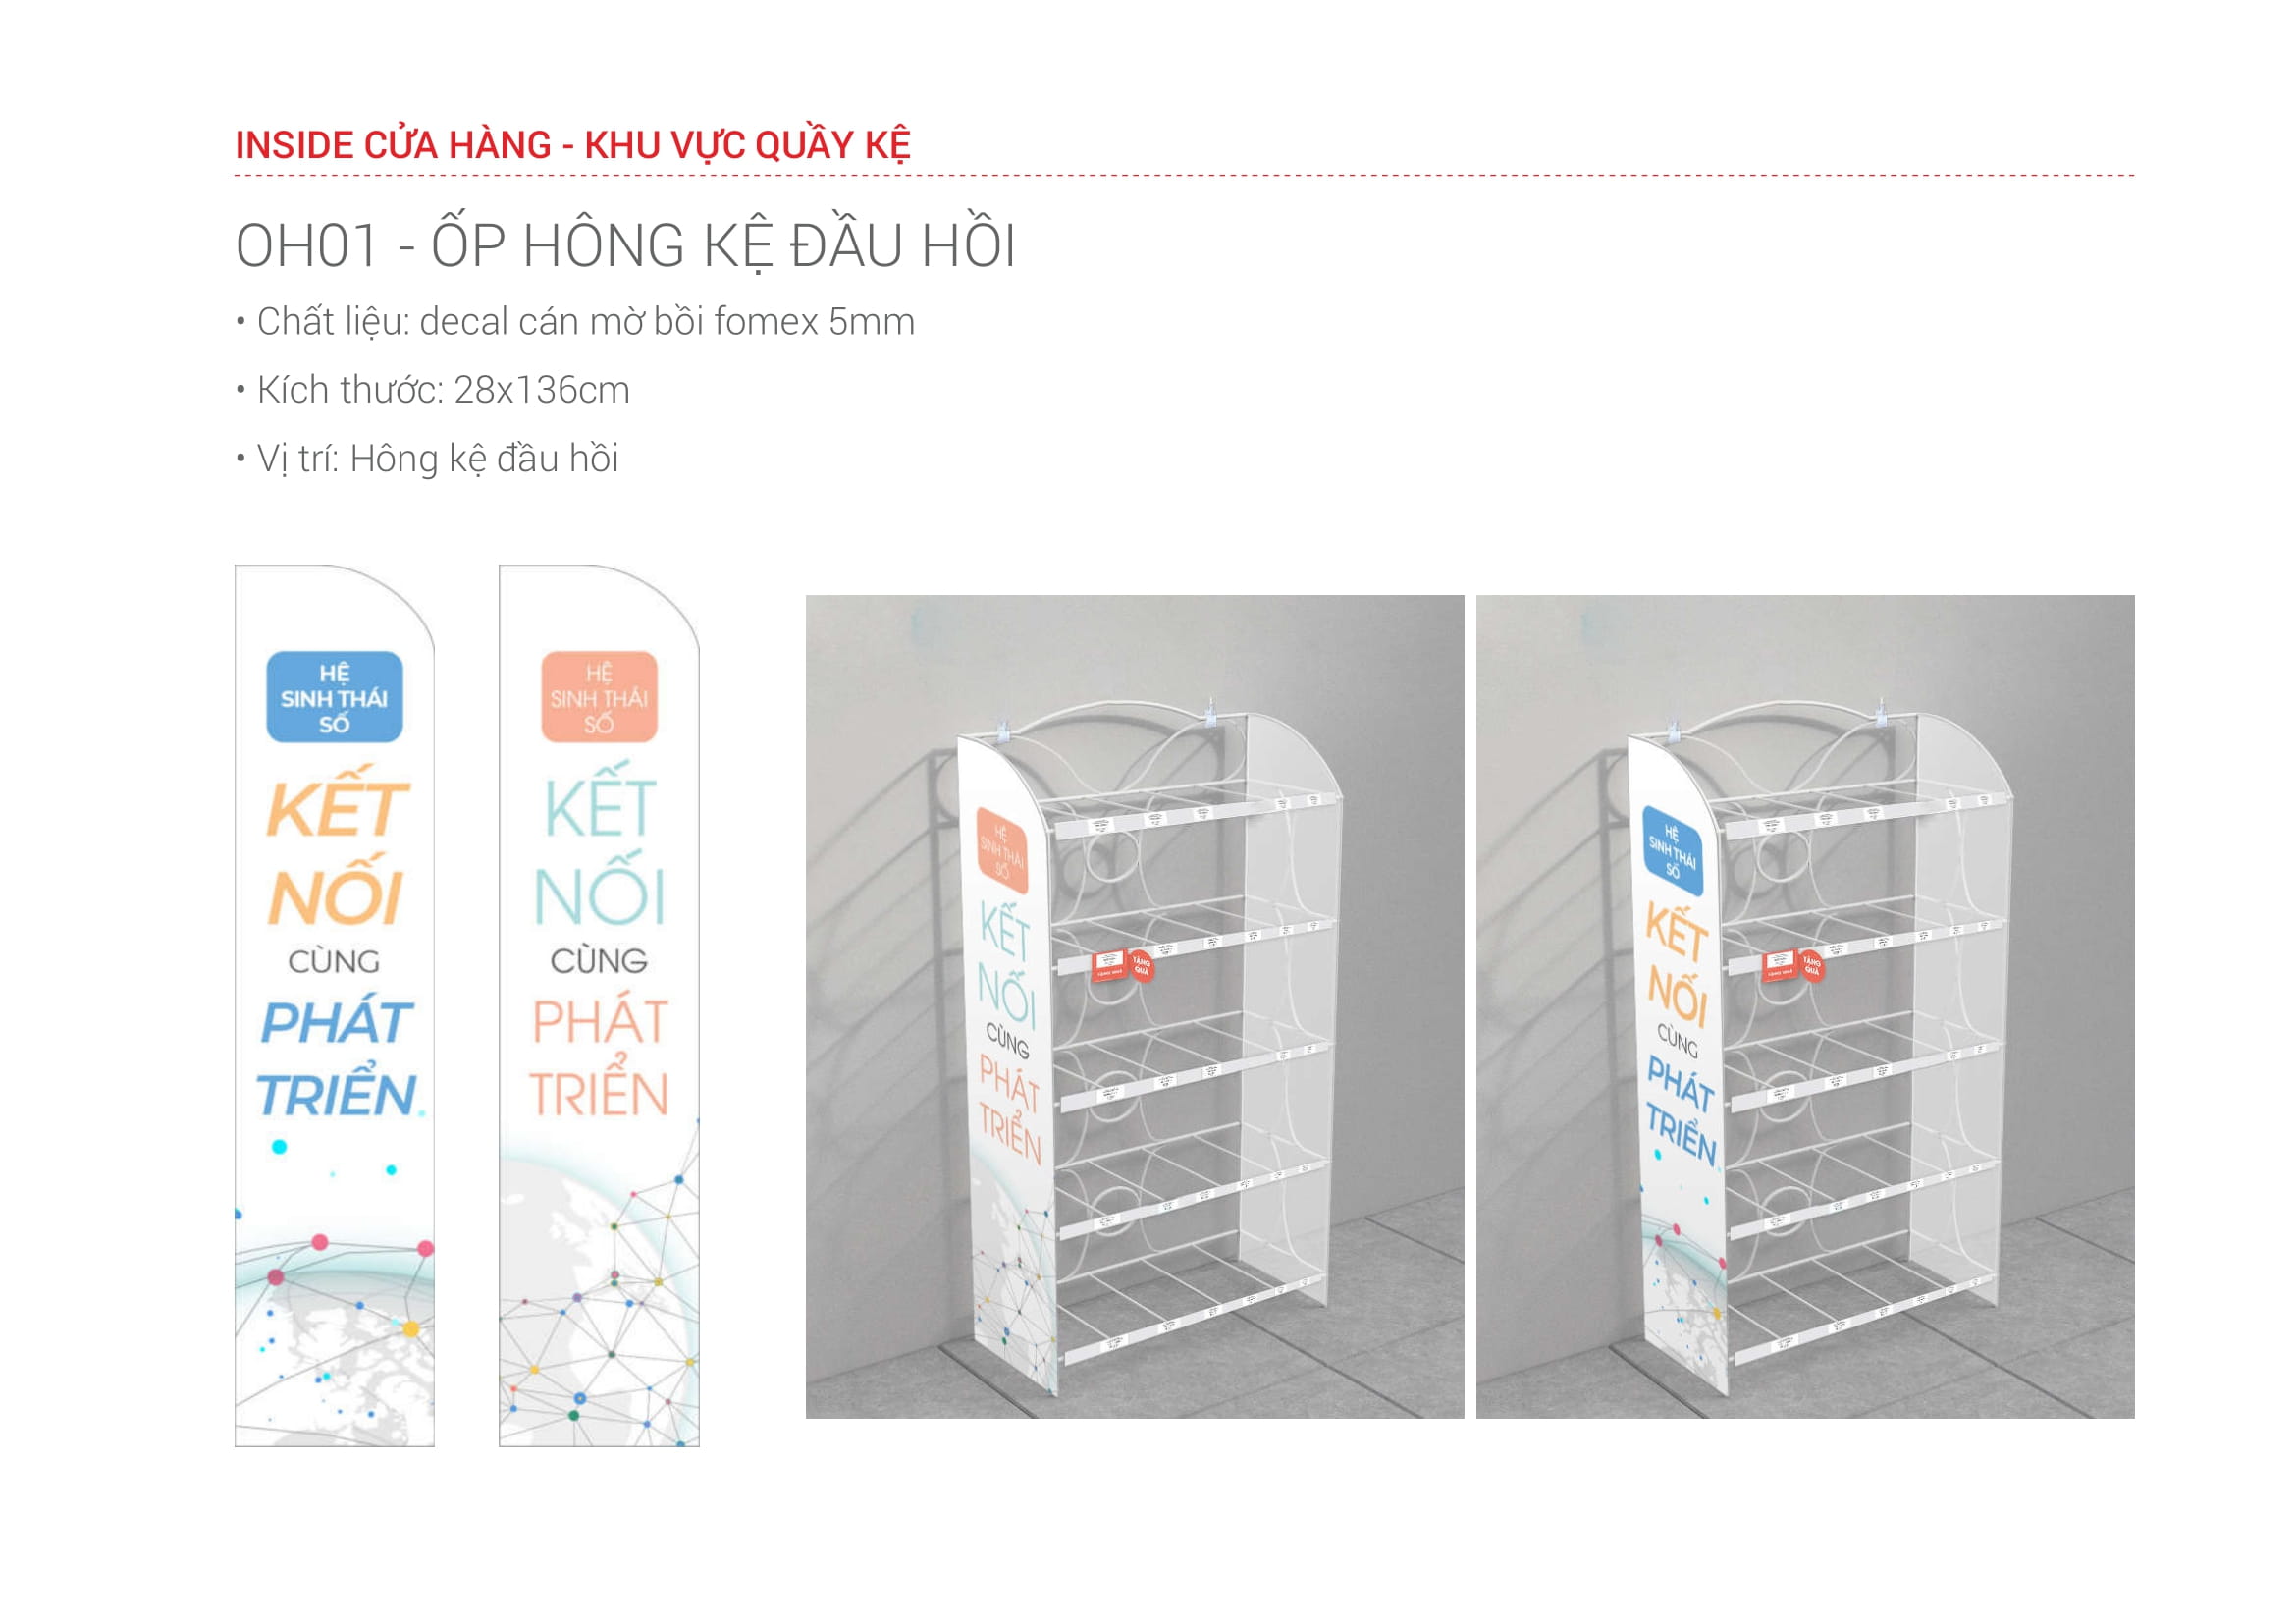 INSIDE CỬA HÀNG - KHU VỰC QUẦY KỆ
OH01 - ỐP HÔNG KỆ ĐẦU HỒI
• Chất liệu: decal cán mờ bồi fomex 5mm
• Kích thước: 28x136cm
• Vị trí: Hông kệ đầu hồi
HỆ
SINH THÁI
SỐ
KẾT
NỐI
CÙNG
PHÁT
TRIỂN
HỆ
SINH THÁI
SỐ
KẾT
NỐI
CÙNG
PHÁT
TRIỂN
HỆ
SINH THÁI
SỐ
KẾT
NỐI
CÙNG
PHÁT
TRIỂN
TẶNG
QUÀ
HỆ
SINH THÁI
SỐ
KẾT
NỐI
CÙNG
PHÁT
TRIỂN
TẶNG
QUÀ